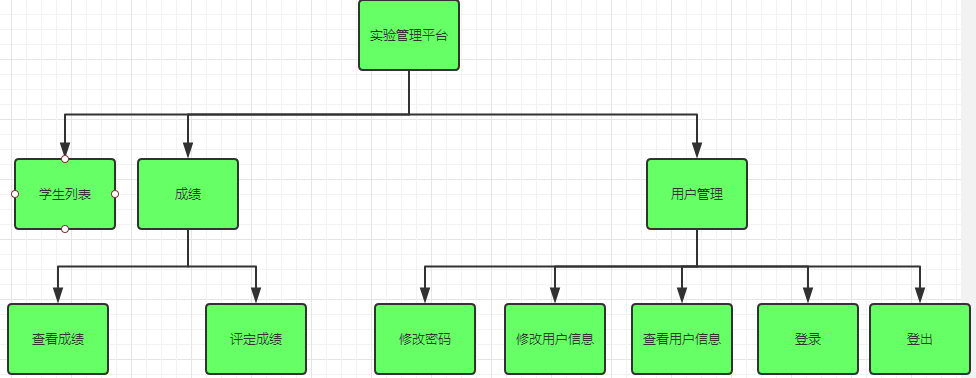 实验管理平台
学生列表
成绩
用户管理
查看成绩
评定成绩
修改密码
修改用户信息
查看用户信息
登录
登出